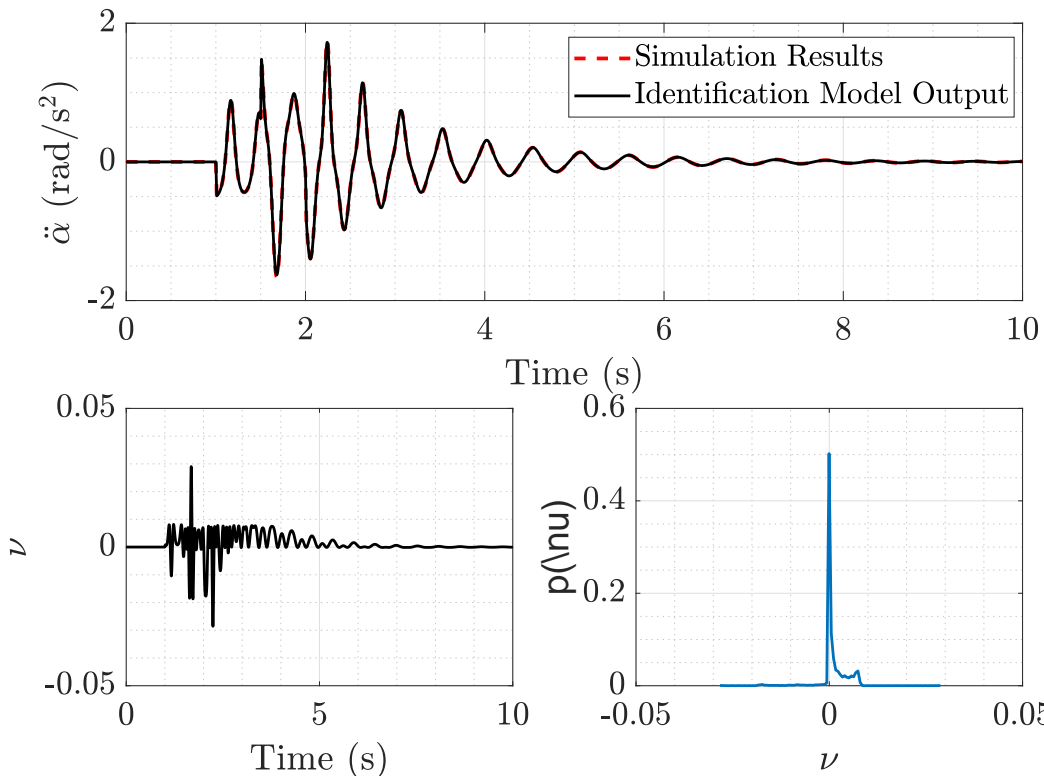 2
0
-2
α̈ (rad/s²)
Simulation Results
Identification Model Output
0 2 4 6 8 10
Time (s)
0.05
0
-0.05
ν
0 5 10
Time (s)
0.6
0.4
0.2
0
p(\nu)
-0.05 0 0.05
ν